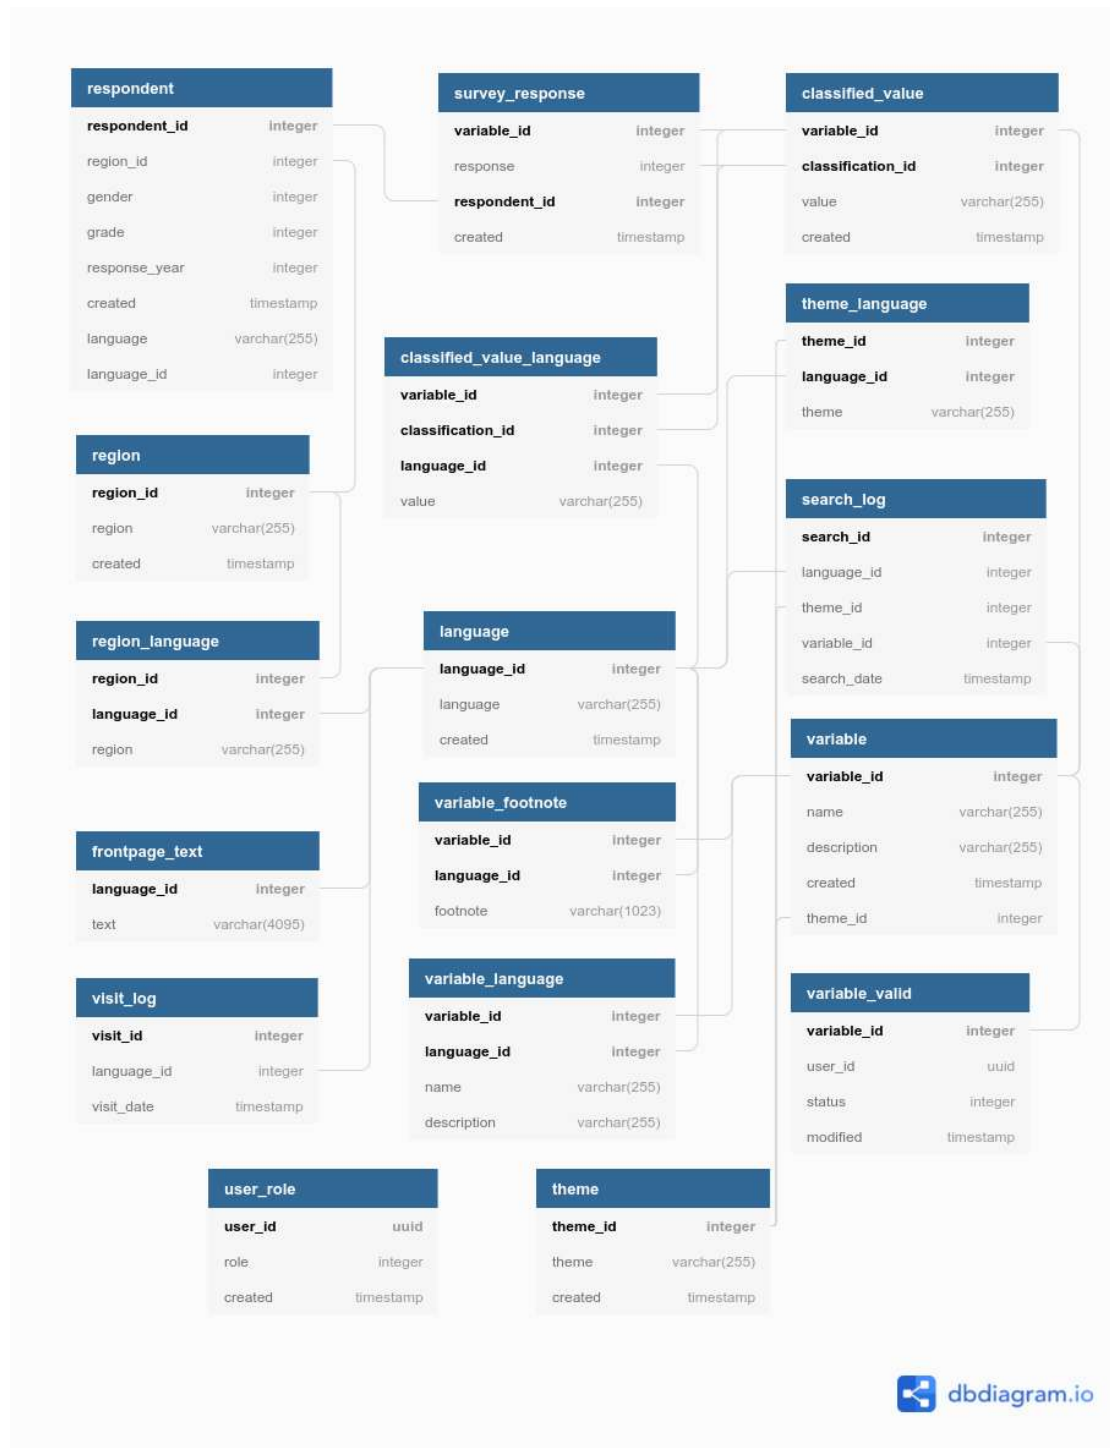 respondent
respondent_id integer
region_id integer
gender integer
grade integer
response_year integer
created timestamp
language varchar(255)
language_id integer
survey_response
variable_id integer
response integer
respondent_id integer
created timestamp
classified_value
variable_id integer
classification_id integer
value varchar(255)
created timestamp
theme_language
theme_id integer
language_id integer
theme varchar(255)
classified_value_language
variable_id integer
classification_id integer
language_id integer
value varchar(255)
region
region_id integer
region varchar(255)
created timestamp
search_log
search_id integer
language_id integer
theme_id integer
variable_id integer
search_date timestamp
region_language
region_id integer
language_id integer
region varchar(255)
language
language_id integer
language varchar(255)
created timestamp
variable
variable_id integer
name varchar(255)
description varchar(255)
created timestamp
theme_id integer
variable_footnote
variable_id integer
language_id integer
footnote varchar(1023)
frontpage_text
language_id integer
text varchar(4095)
visit_log
visit_id integer
language_id integer
visit_date timestamp
variable_language
variable_id integer
language_id integer
name varchar(255)
description varchar(255)
variable_valid
variable_id integer
user_id uuid
status integer
modified timestamp
user_role
user_id uuid
role integer
created timestamp
theme
theme_id integer
theme varchar(255)
created timestamp
dbdiagram.io